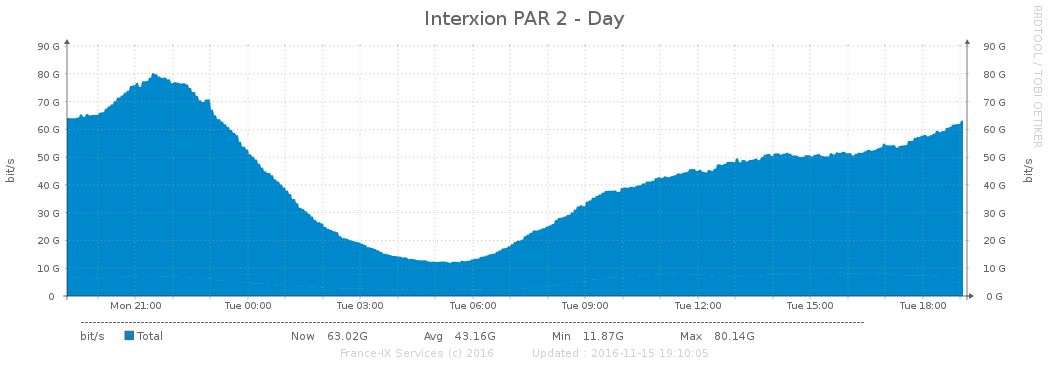 Interxion PAR 2 - Day
RRDTOOL / TOBI OETIKER
bit/s
90 G
80 G
70 G
60 G
50 G
40 G
30 G
20 G
10 G
0
90 G
80 G
70 G
60 G
50 G
40 G
30 G
20 G
10 G
0 G
bit/s
Mon 21:00 Tue 00:00 Tue 03:00 Tue 06:00 Tue 09:00 Tue 12:00 Tue 15:00 Tue 18:00
bit/s Total Now 63.02G Avg 43.16G Min 11.87G Max 80.14G
France-IX Services (c) 2016 Updated : 2016-11-15 19:10:05